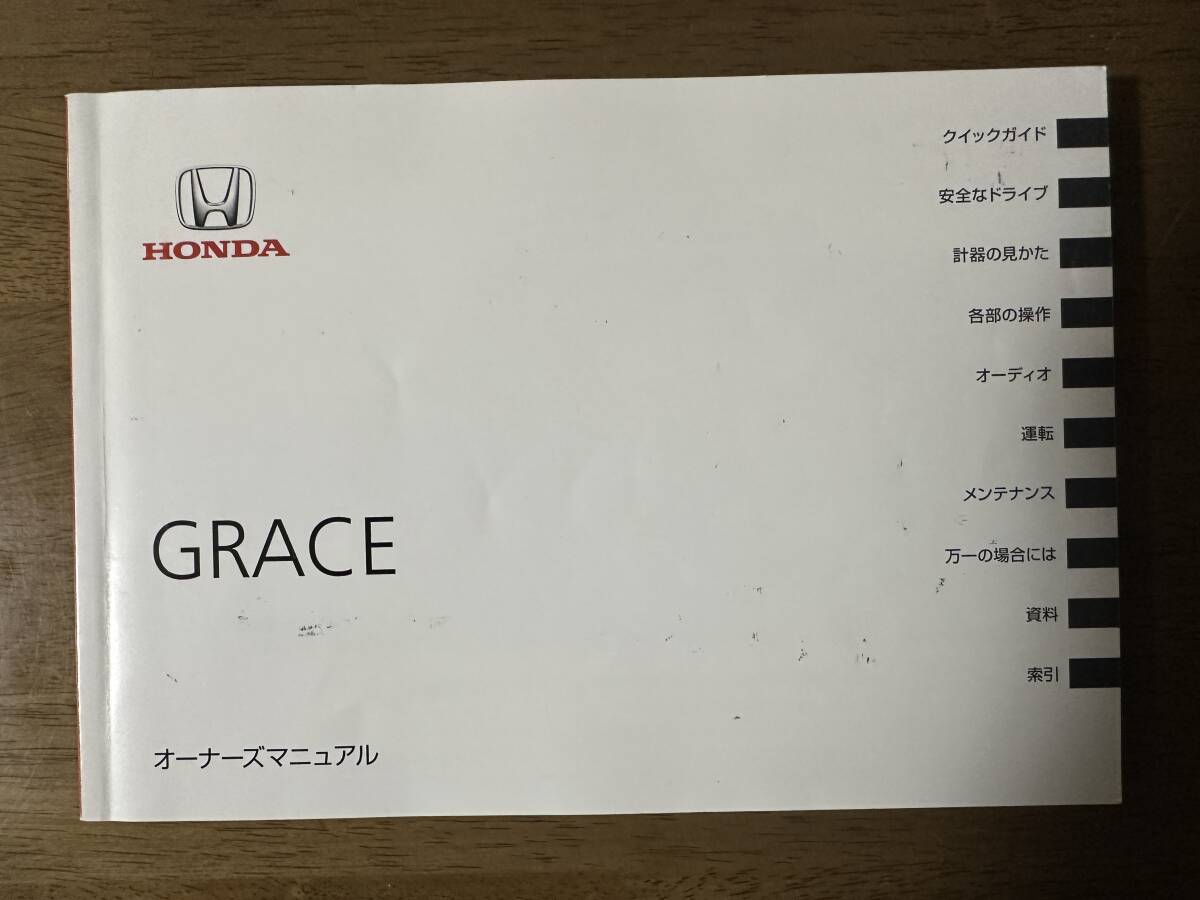 HONDA
GRACE
オーナーズマニュアル
クイックガイド
安全なドライブ
計器の見かた
各部の操作
オーディオ
運転
メンテナンス
万一の場合には
資料
索引